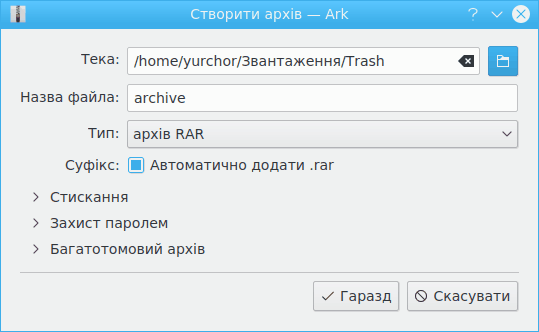 Створити архів — Ark
Тека: /home/yurchor/Звантаження/Trash
Назва файла: archive
Тип: архів RAR
Суфікс: Автоматично додати .rar
Стискання
Захист паролем
Багатотомовий архів
Гаразд Скасувати